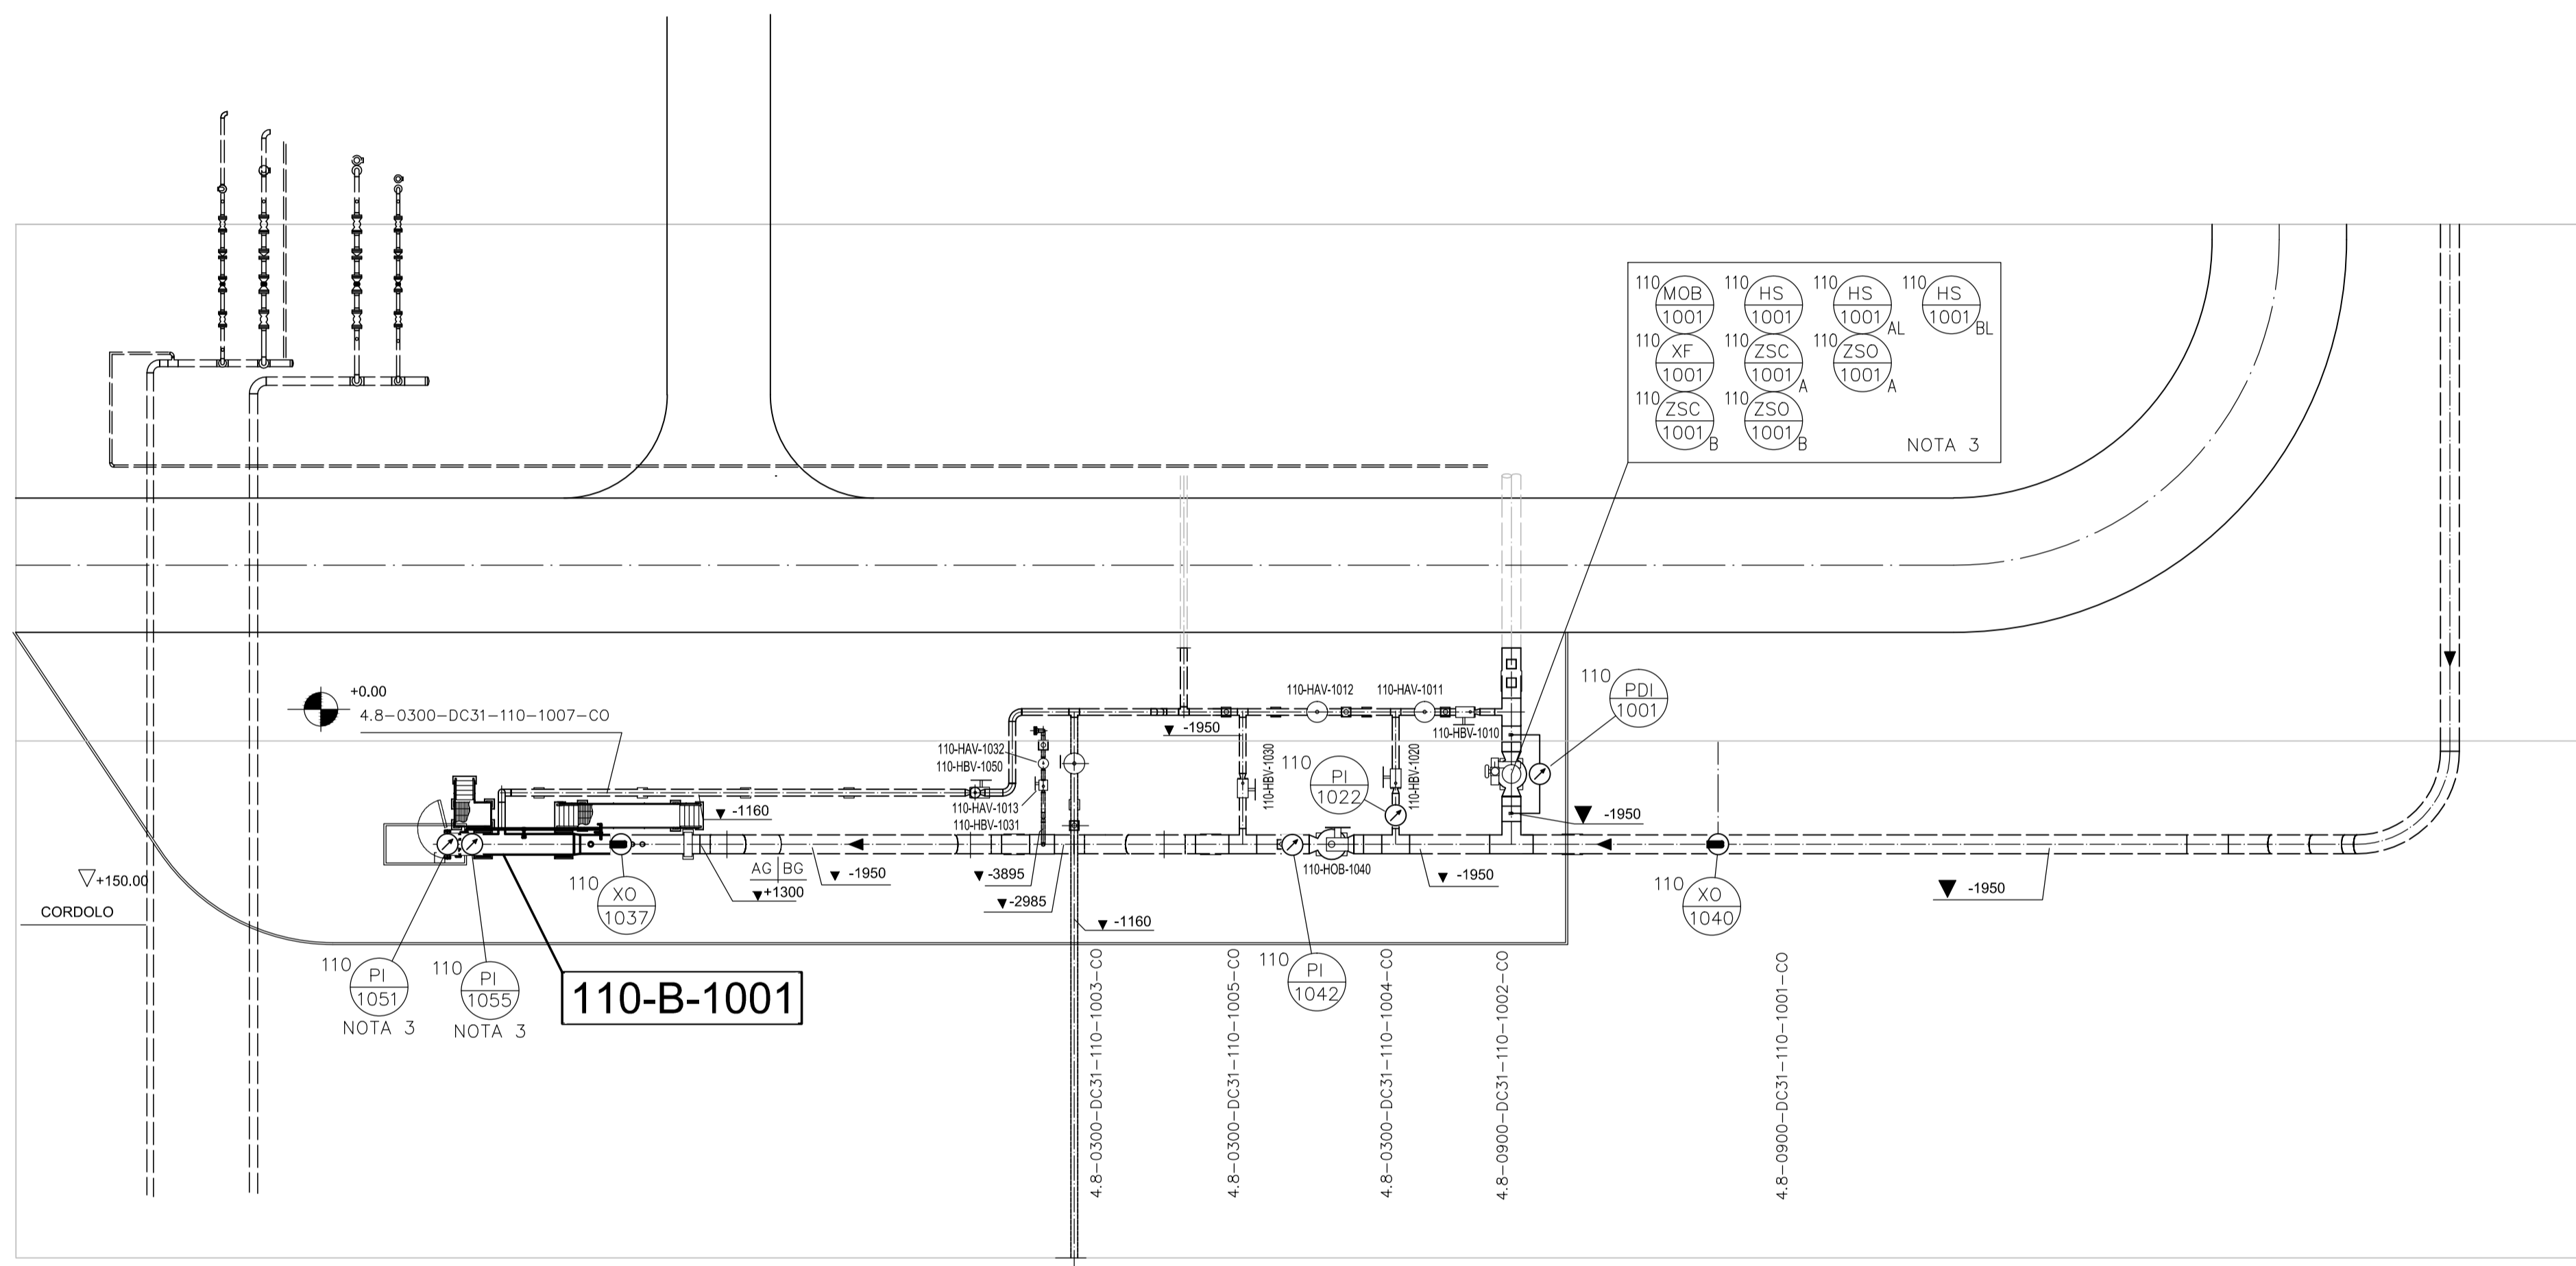 110 MOB 1001
110 HS 1001
110 HS 1001 AL
110 HS 1001 BL
110 XF 1001
110 ZSC 1001 A
110 ZSO 1001 A
110 ZSC 1001 B
110 ZSO 1001 B
NOTA 3
+0.00
4.8-0300-DC31-110-1007-CO
110-HAV-1012
110-HAV-1011
110 PDI 1001
-1950
110-HBV-1010
110-HAV-1032
110-HBV-1050
110-HBV-1030
110 PI 1022
110-HBV-1020
110-HAV-1013
110-HBV-1031
-1160
-1950
AG BG
-1950
+1300
-3895
-2985
110-HOB-1040
-1950
-1950
+150.00
CORDOLO
110 XO 1037
-1160
110 XO 1040
110 PI 1051
NOTA 3
110 PI 1055
NOTA 3
110-B-1001
110 PI 1042
4.8-0300-DC31-110-1003-CO
4.8-0300-DC31-110-1005-CO
4.8-0300-DC31-110-1004-CO
4.8-0900-DC31-110-1002-CO
4.8-0900-DC31-110-1001-CO